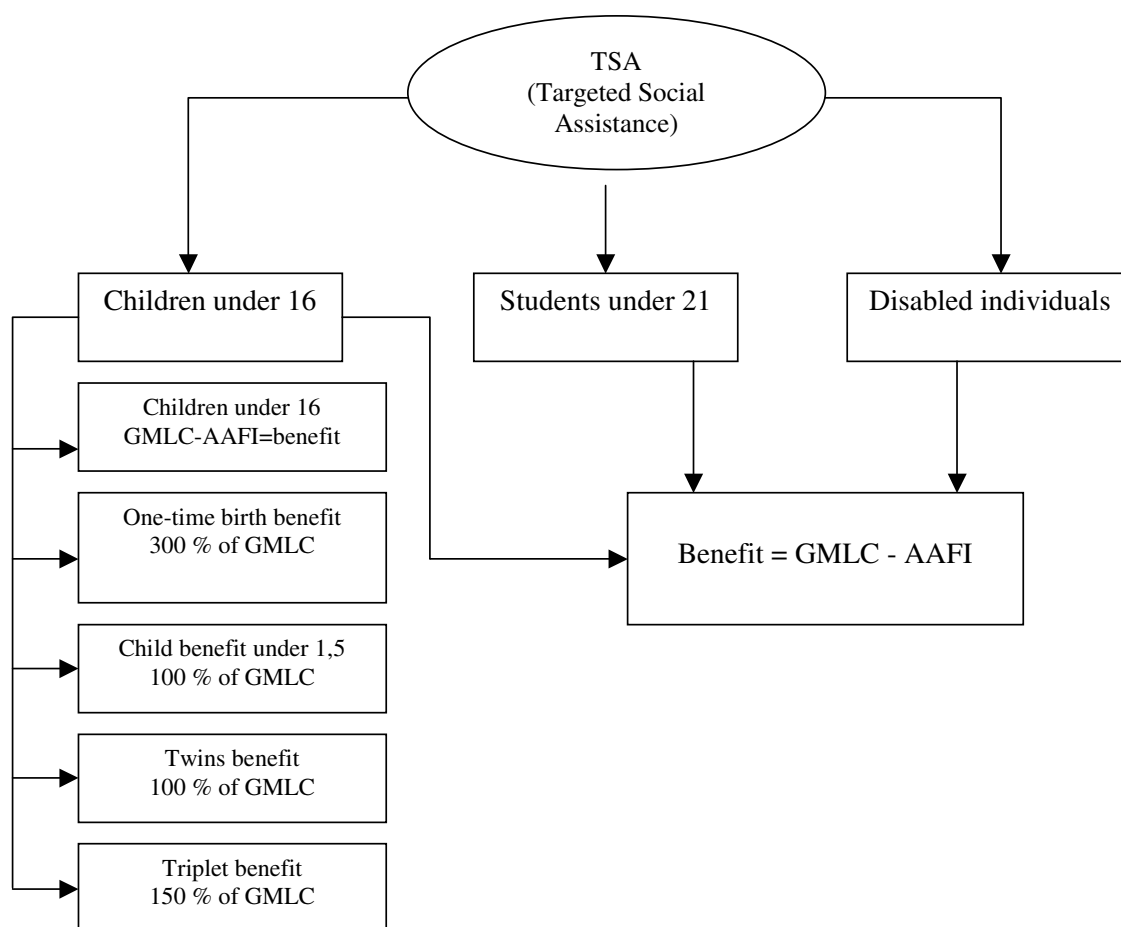 TSA
(Targeted Social
Assistance)
Children under 16
Students under 21
Disabled individuals
Children under 16
GMLC-AAFI=benefit
One-time birth benefit
300 % of GMLC
Benefit = GMLC - AAFI
Child benefit under 1,5
100 % of GMLC
Twins benefit
100 % of GMLC
Triplet benefit
150 % of GMLC